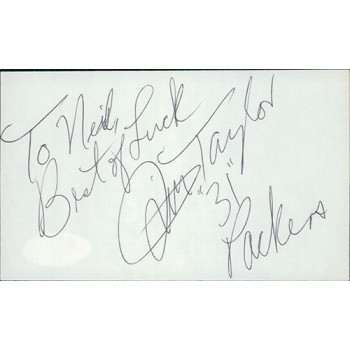 To Neil,
Best of Luck
Jim Taylor
"31"
Packers